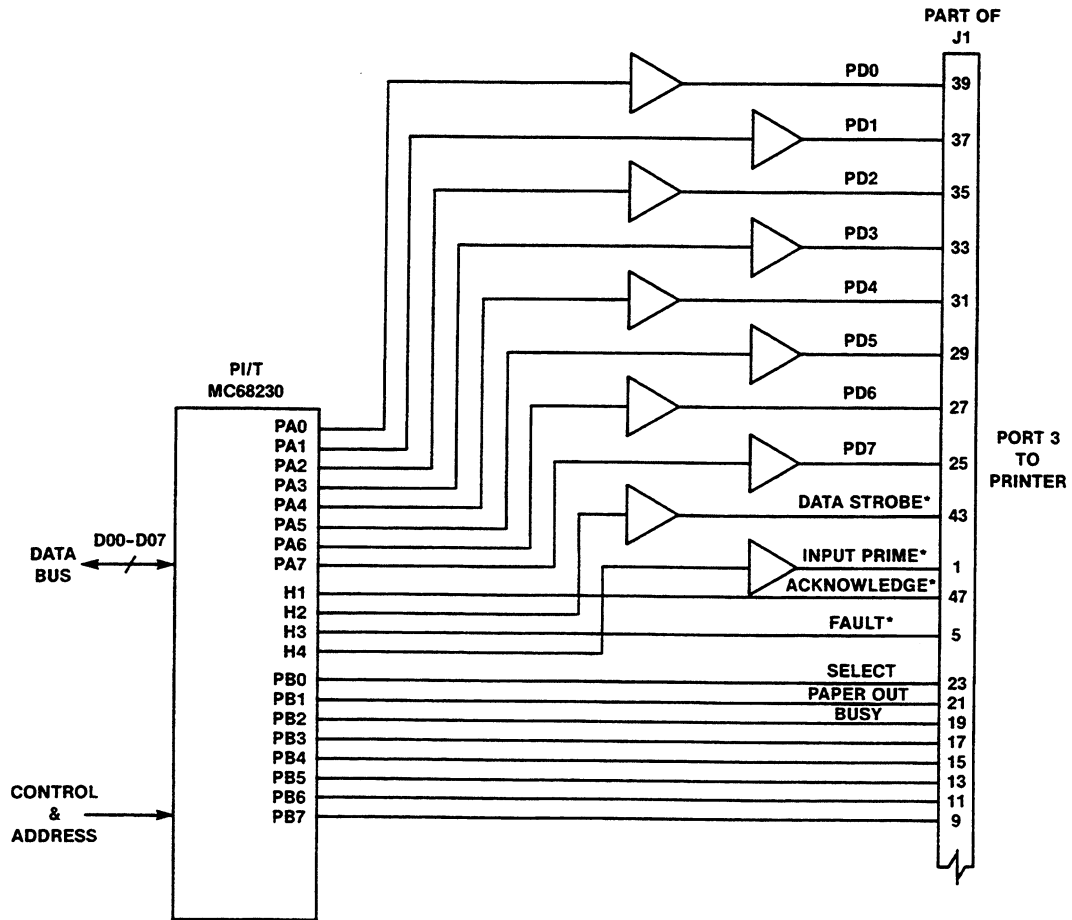 PART OF
J1
PD0
39
PD1
37
PD2
35
PD3
33
PD4
31
PD5
29
PD6
27
PD7
25
DATA STROBE*
43
INPUT PRIME*
1
ACKNOWLEDGE*
47
FAULT*
5
SELECT
23
PAPER OUT
21
BUSY
19
17
15
13
11
9
PORT 3
TO
PRINTER
PI/T
MC68230
PA0
PA1
PA2
PA3
PA4
PA5
PA6
PA7
H1
H2
H3
H4
PB0
PB1
PB2
PB3
PB4
PB5
PB6
PB7
D00-D07
DATA
BUS
CONTROL
&
ADDRESS